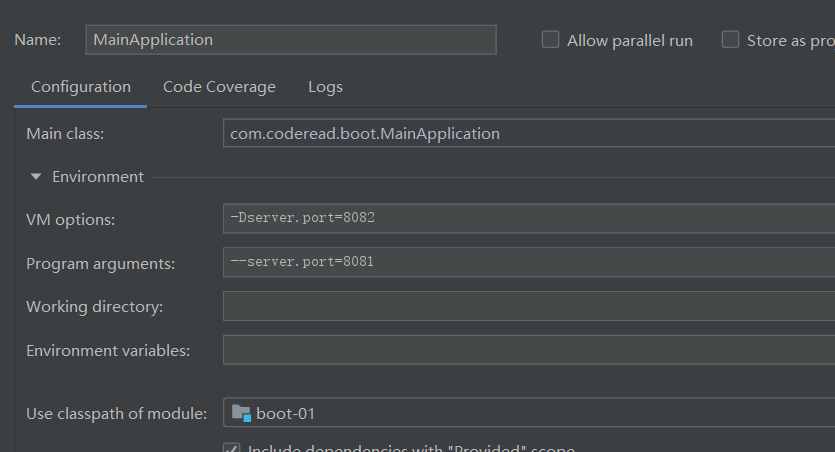 Name: MainApplication Allow parallel run Store as pro
Configuration Code Coverage Logs
Main class: com.coderead.boot.MainApplication
Environment
VM options: -Dserver.port=8082
Program arguments: --server.port=8081
Working directory:
Environment variables:
Use classpath of module: boot-01
Include dependencies with "Provided" scope